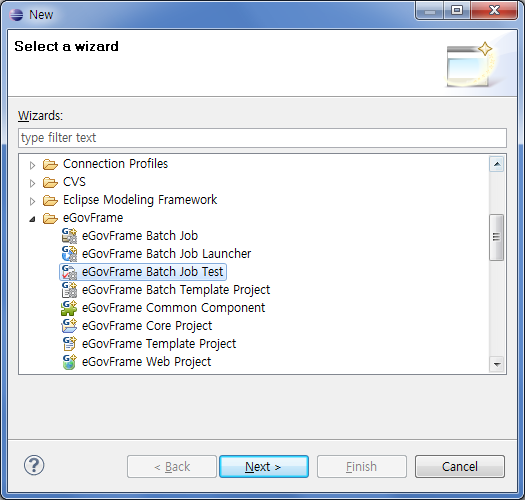 New
Select a wizard
Wizards:
type filter text
Connection Profiles
CVS
Eclipse Modeling Framework
eGovFrame
eGovFrame Batch Job
eGovFrame Batch Job Launcher
eGovFrame Batch Job Test
eGovFrame Batch Template Project
eGovFrame Common Component
eGovFrame Core Project
eGovFrame Template Project
eGovFrame Web Project
? < Back Next > Finish Cancel